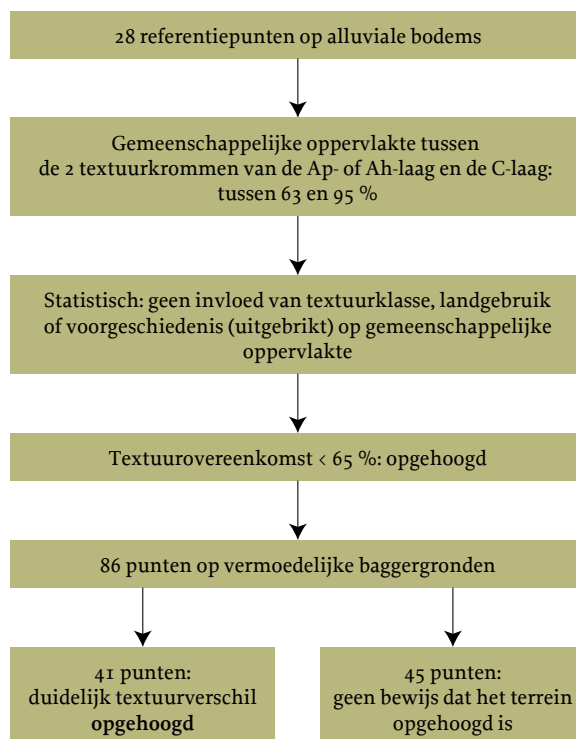 28 referentiepunten op alluviale bodems
Gemeenschappelijke oppervlakte tussen
de 2 textuurkrommen van de Ap- of Ah-laag en de C-laag:
tussen 63 en 95 %
Statistisch: geen invloed van textuurklasse, landgebruik
of voorgeschiedenis (uitgebrikt) op gemeenschappelijke
oppervlakte
Textuurovereenkomst < 65 %: opgehoogd
86 punten op vermoedelijke baggergronden
41 punten:
duidelijk textuurverschil
opgehoogd
45 punten:
geen bewijs dat het terrein
opgehoogd is